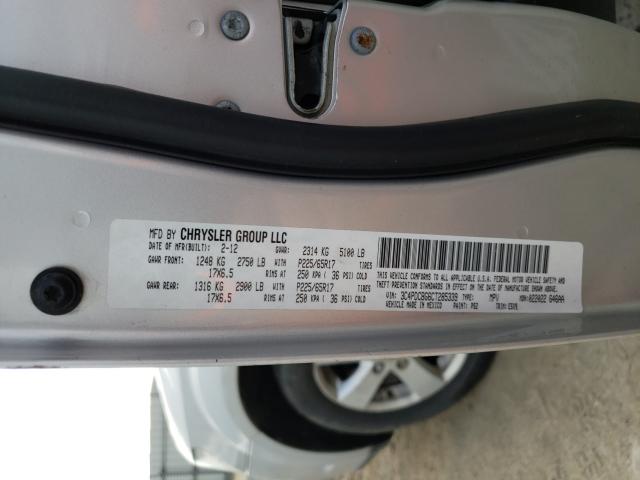 MFD BY CHRYSLER GROUP LLC
DATE OF MFR(BUILT): 2-12 GVWR: 2314 KG 5100 LB
GAWR FRONT: 1248 KG 2750 LB WITH P225/65R17 TIRES
17X6.5 RIMS AT 250 KPA ( 36 PSI) COLD
GAWR REAR: 1316 KG 2900 LB WITH P225/65R17 TIRES
17X6.5 RIMS AT 250 KPA ( 36 PSI) COLD
THIS VEHICLE CONFORMS TO ALL APPLICABLE U.S.A. FEDERAL MOTOR VEHICLE SAFETY AND
THEFT PREVENTION STANDARDS IN EFFECT ON THE DATE OF MANUFACTURE SHOWN ABOVE.
VIN: TYPE: MPV MDH: 022822
VEHICLE MADE IN MEXICO PAINT: PS2 TRIM: